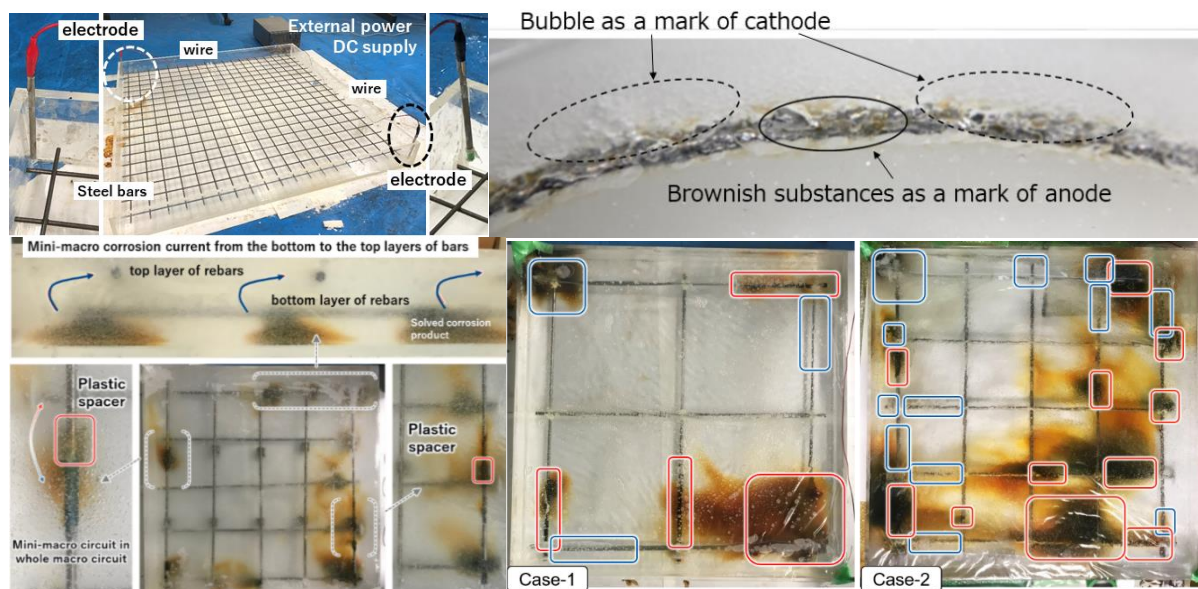 electrode
wire
External power
DC supply
wire
Steel bars
electrode
Bubble as a mark of cathode
Brownish substances as a mark of anode
Mini-macro corrosion current from the bottom to the top layers of bars
top layer of rebars
bottom layer of rebars
Solved corrosion
product
Plastic
spacer
Mini-macro circuit in
whole macro circuit
Plastic
spacer
Case-1
Case-2